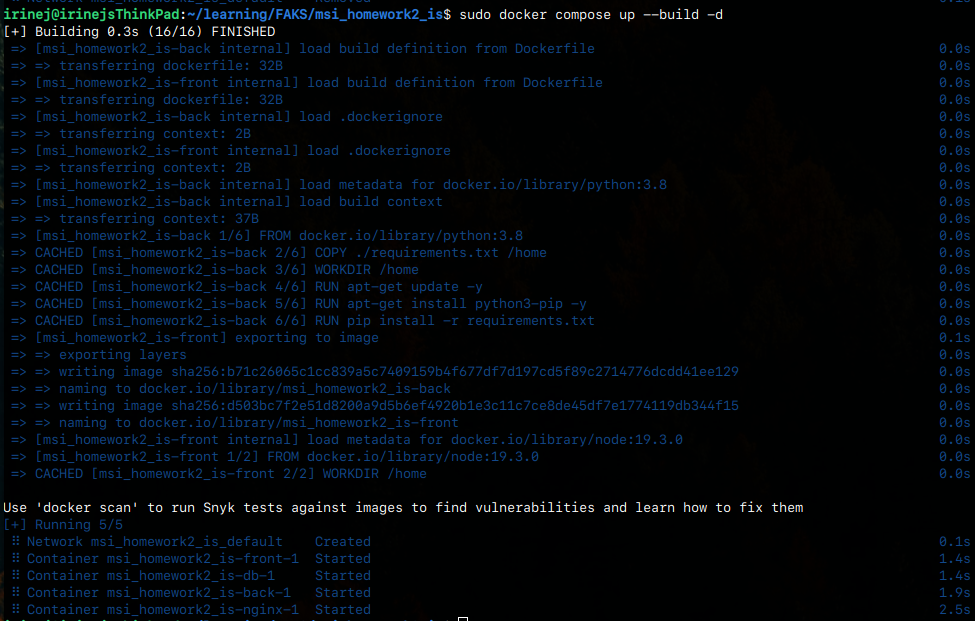 irinej@irinejsThinkPad:~/learning/FAKS/msi_homework2_is$ sudo docker compose up --build -d
[+] Building 0.3s (16/16) FINISHED
=> [msi_homework2_is-back internal] load build definition from Dockerfile 0.0s
=> => transferring dockerfile: 32B 0.0s
=> [msi_homework2_is-front internal] load build definition from Dockerfile 0.0s
=> => transferring dockerfile: 32B 0.0s
=> [msi_homework2_is-back internal] load .dockerignore 0.0s
=> => transferring context: 2B 0.0s
=> [msi_homework2_is-front internal] load .dockerignore 0.0s
=> => transferring context: 2B 0.0s
=> [msi_homework2_is-back internal] load metadata for docker.io/library/python:3.8 0.0s
=> [msi_homework2_is-back internal] load build context 0.0s
=> => transferring context: 37B 0.0s
=> [msi_homework2_is-back 1/6] FROM docker.io/library/python:3.8 0.0s
=> CACHED [msi_homework2_is-back 2/6] COPY ./requirements.txt /home 0.0s
=> CACHED [msi_homework2_is-back 3/6] WORKDIR /home 0.0s
=> CACHED [msi_homework2_is-back 4/6] RUN apt-get update -y 0.0s
=> CACHED [msi_homework2_is-back 5/6] RUN apt-get install python3-pip -y 0.0s
=> CACHED [msi_homework2_is-back 6/6] RUN pip install -r requirements.txt 0.0s
=> [msi_homework2_is-front] exporting to image 0.1s
=> => exporting layers 0.0s
=> => writing image sha256:b71c26065c1cc839a5c7409159b4f677df7d197cd5f89c2714776dcdd41ee129 0.0s
=> => naming to docker.io/library/msi_homework2_is-back 0.0s
=> => writing image sha256:d503bc7f2e51d8200a9d5b6ef4920b1e3c11c7ce8de45df7e1774119db344f15 0.0s
=> => naming to docker.io/library/msi_homework2_is-front 0.0s
=> [msi_homework2_is-front internal] load metadata for docker.io/library/node:19.3.0 0.0s
=> [msi_homework2_is-front 1/2] FROM docker.io/library/node:19.3.0 0.0s
=> CACHED [msi_homework2_is-front 2/2] WORKDIR /home 0.0s
Use 'docker scan' to run Snyk tests against images to find vulnerabilities and learn how to fix them
[+] Running 5/5
⠿ Network msi_homework2_is_default Created 0.1s
⠿ Container msi_homework2_is-front-1 Started 1.4s
⠿ Container msi_homework2_is-db-1 Started 1.4s
⠿ Container msi_homework2_is-back-1 Started 1.9s
⠿ Container msi_homework2_is-nginx-1 Started 2.5s